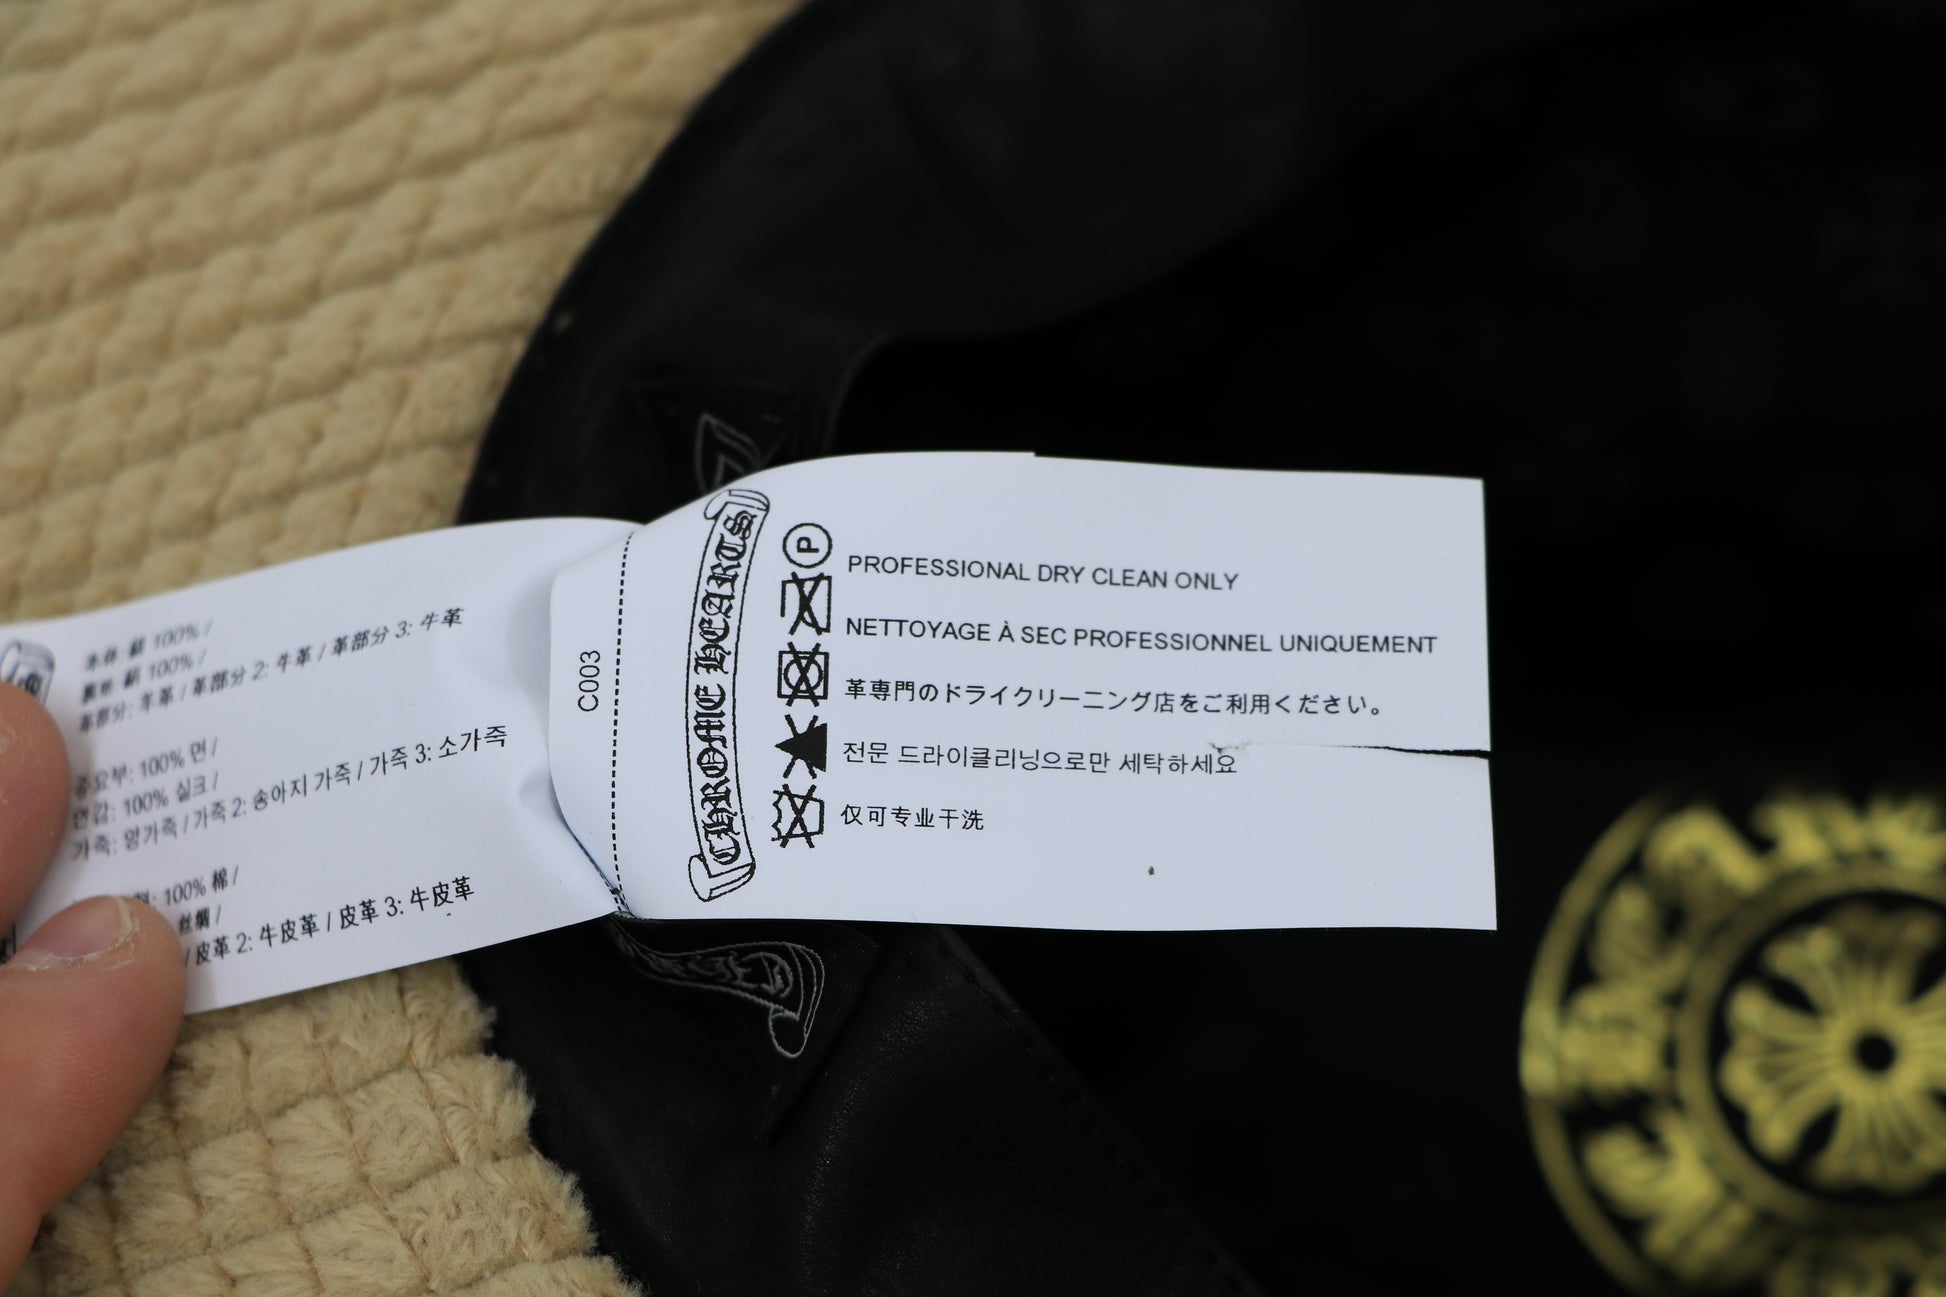 本体: 綿 100% /
裏地: 絹 100% /
革部分: 羊革 / 革部分 2: 牛革 / 革部分 3: 牛革
주요부: 100% 면 /
안감: 100% 실크 /
가죽: 양가죽 / 가죽 2: 송아지 가죽 / 가죽 3: 소가죽
100% 棉 /
丝绸 /
/ 皮革 2: 牛皮革 / 皮革 3: 牛皮革
C003
CHROME HEARTS
P
PROFESSIONAL DRY CLEAN ONLY
NETTOYAGE À SEC PROFESSIONNEL UNIQUEMENT
革専門のドライクリーニング店をご利用ください。
전문 드라이클리닝으로만 세탁하세요
仅可专业干洗